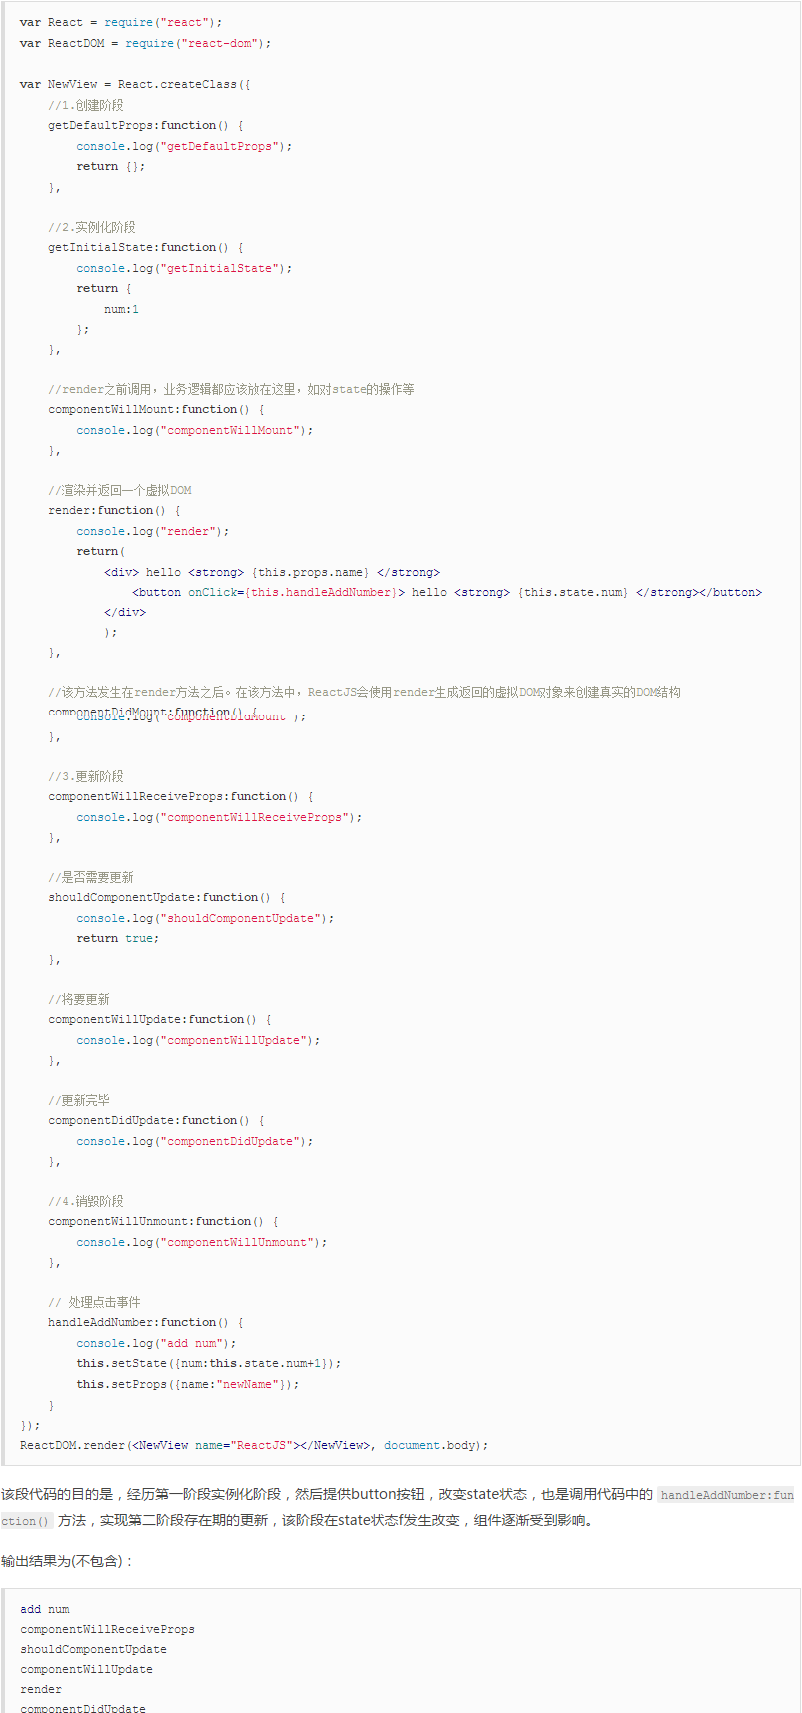 var React = require("react");
var ReactDOM = require("react-dom");
var NewView = React.createClass({
//1.创建阶段
getDefaultProps:function() {
console.log("getDefaultProps");
return {};
},
//2.实例化阶段
getInitialState:function() {
console.log("getInitialState");
return {
num:1
};
},
//render之前调用，业务逻辑都应该放在这里，如对state的操作等
componentWillMount:function() {
console.log("componentWillMount");
},
//渲染并返回一个虚拟DOM
render:function() {
console.log("render");
return(
<div> hello <strong> {this.props.name} </strong>
<button onClick={this.handleAddNumber}> hello <strong> {this.state.num} </strong></button>
</div>
);
},
//该方法发生在render方法之后。在该方法中，ReactJS会使用render生成返回的虚拟DOM对象来创建真实的DOM结构
componentDidMount:function() {
console.log("componentDidMount");
},
//3.更新阶段
componentWillReceiveProps:function() {
console.log("componentWillReceiveProps");
},
//是否需要更新
shouldComponentUpdate:function() {
console.log("shouldComponentUpdate");
return true;
},
//将要更新
componentWillUpdate:function() {
console.log("componentWillUpdate");
},
//更新完毕
componentDidUpdate:function() {
console.log("componentDidUpdate");
},
//4.销毁阶段
componentWillUnmount:function() {
console.log("componentWillUnmount");
},
// 处理点击事件
handleAddNumber:function() {
console.log("add num");
this.setState({num:this.state.num+1});
this.setProps({name:"newName"});
}
});
ReactDOM.render(<NewView name="ReactJS"></NewView>, document.body);
该段代码的目的是，经历第一阶段实例化阶段，然后提供button按钮，改变state状态，也是调用代码中的 handleAddNumber:fun
ction() 方法，实现第二阶段存在期的更新，该阶段在state状态f发生改变，组件逐渐受到影响。
输出结果为(不包含)：
add num
componentWillReceiveProps
shouldComponentUpdate
componentWillUpdate
render
componentDidUpdate